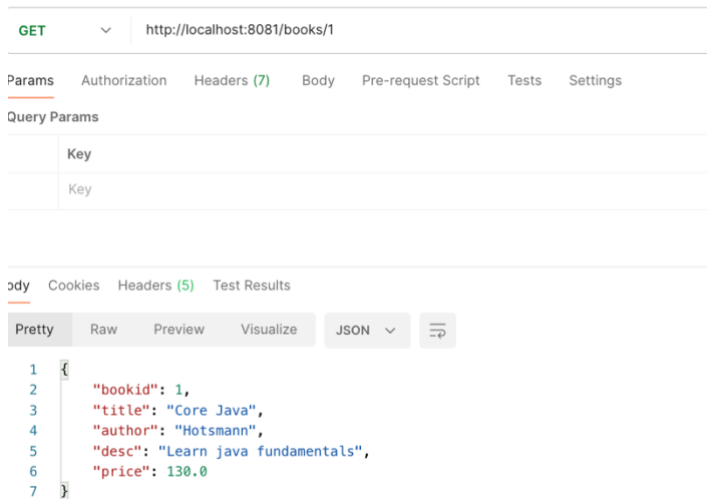 GET http://localhost:8081/books/1
Params Authorization Headers (7) Body Pre-request Script Tests Settings
Query Params
Key
Key
ody Cookies Headers (5) Test Results
Pretty Raw Preview Visualize JSON
1 {
2 "bookid": 1,
3 "title": "Core Java",
4 "author": "Hotsmann",
5 "desc": "Learn java fundamentals",
6 "price": 130.0
7 }